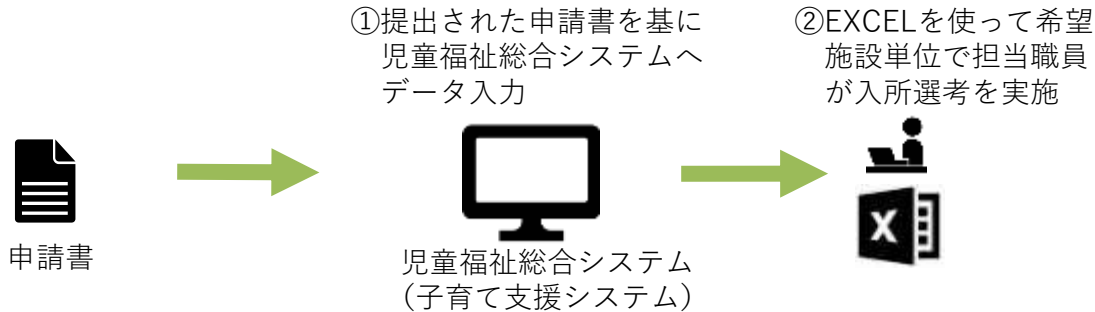 ①提出された申請書を基に
児童福祉総合システムへ
データ入力
②EXCELを使って希望
施設単位で担当職員
が入所選考を実施
X
申請書
児童福祉総合システム
（子育て支援システム）